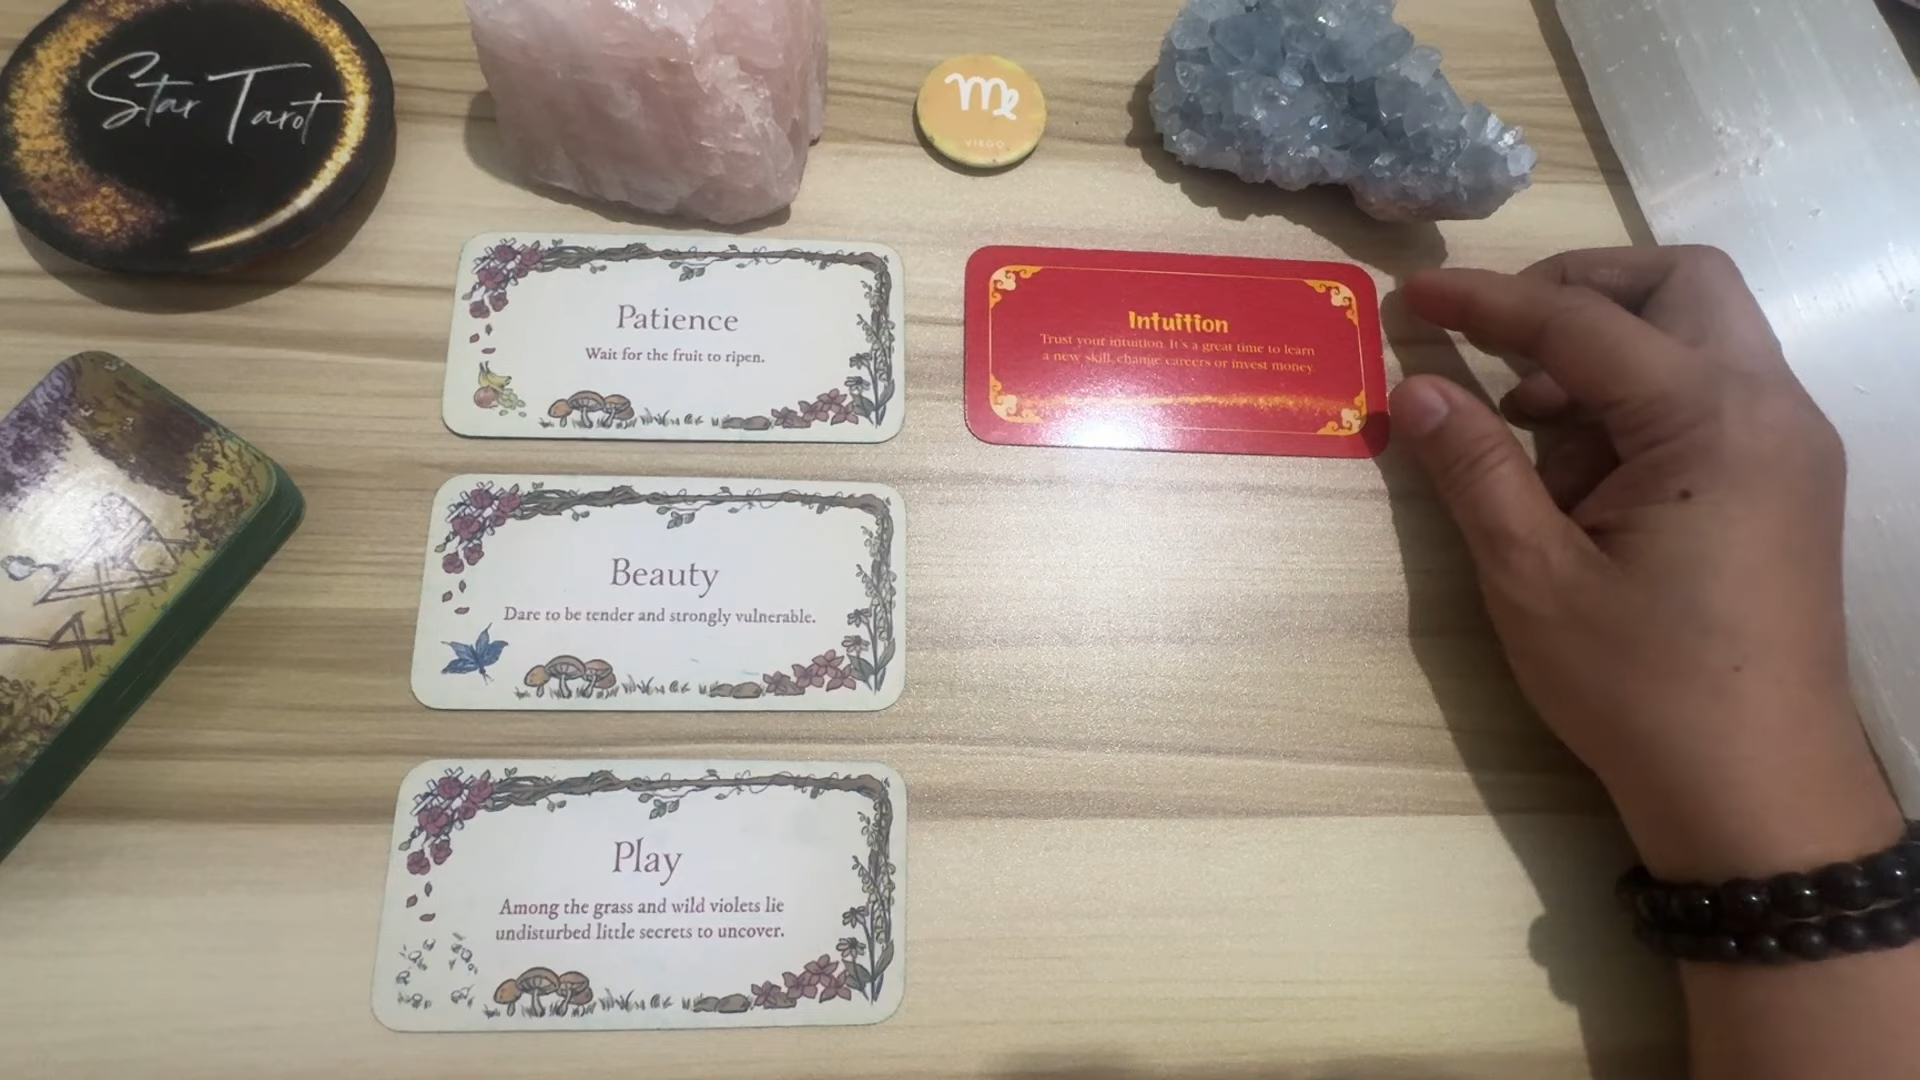 Star Tarot
VIRGO
Patience
Wait for the fruit to ripen.
Intuition
Trust your intuition. It's a great time to learn
a new skill, change careers or invest money.
Beauty
Dare to be tender and strongly vulnerable.
Play
Among the grass and wild violets lie
undisturbed little secrets to uncover.